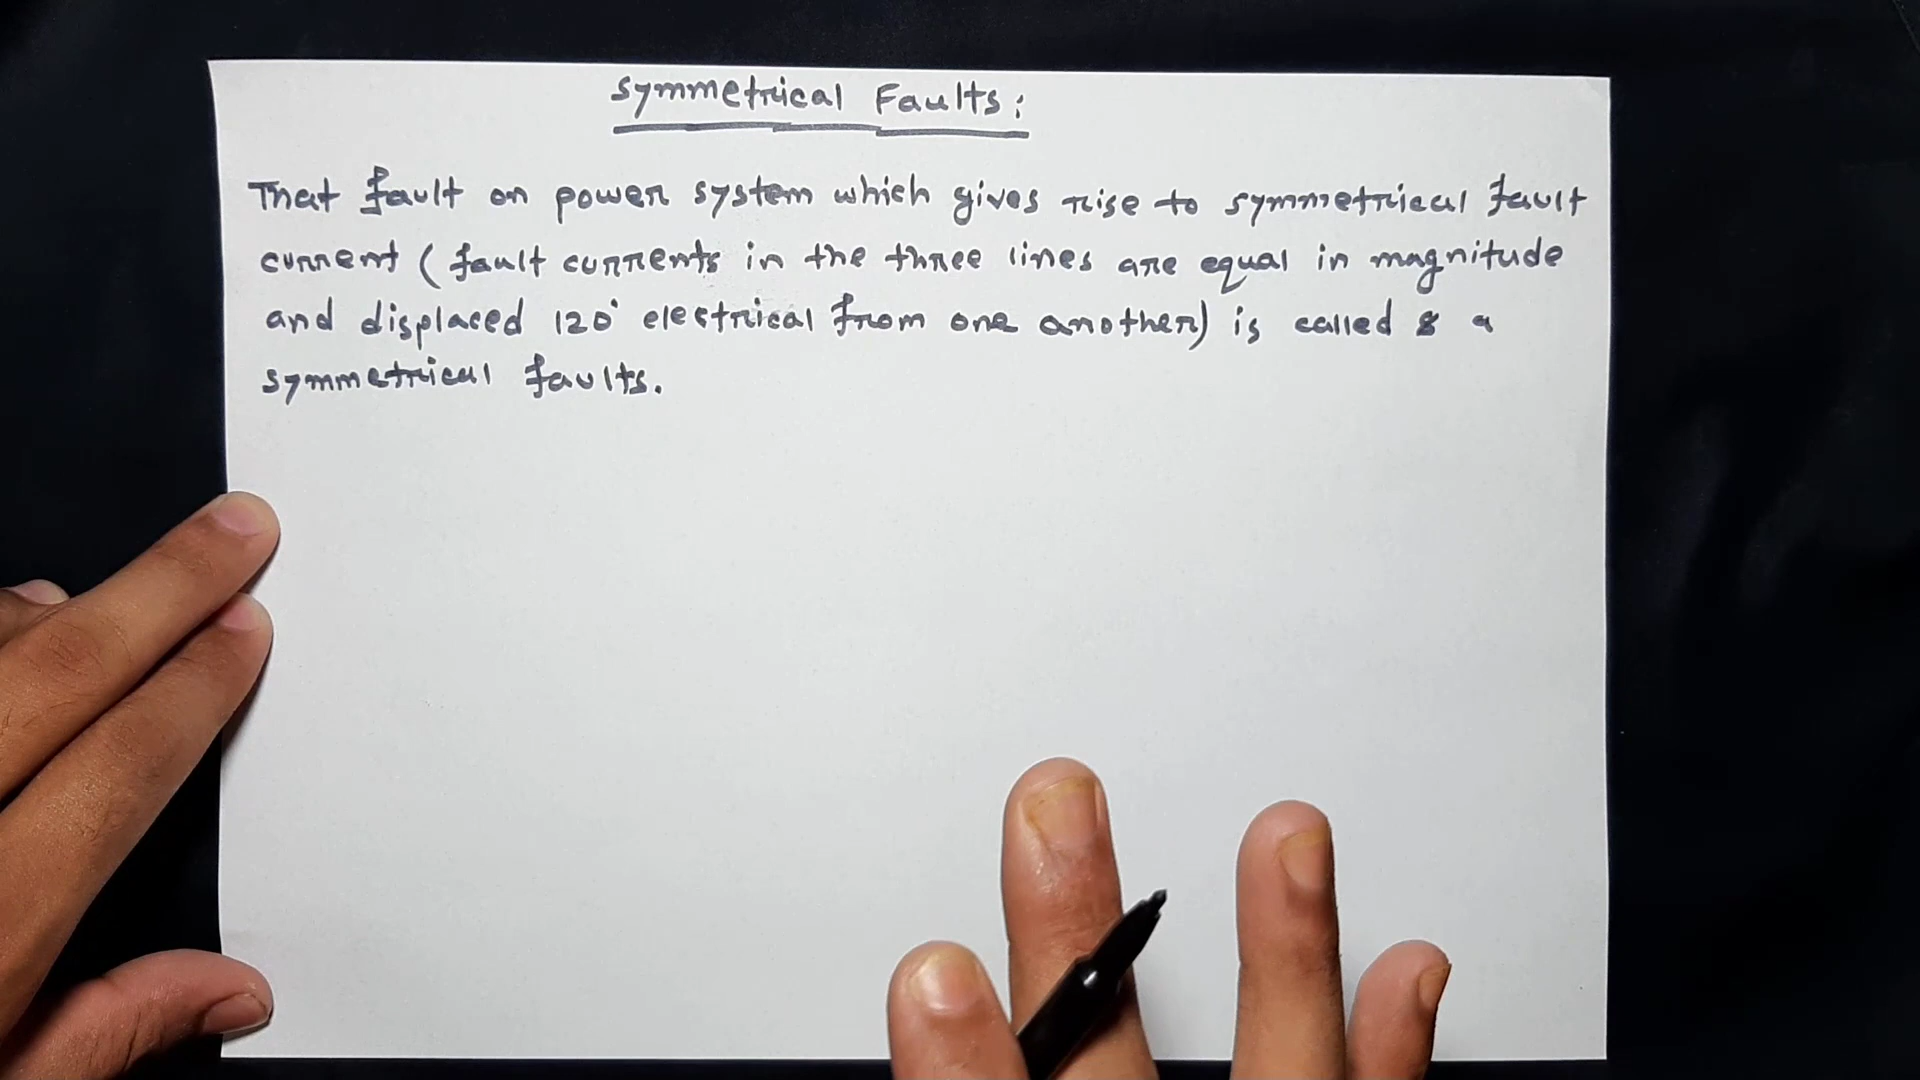 Symmetrical Faults:
That fault on power system which gives rise to symmetrical fault
current (fault currents in the three lines are equal in magnitude
and displaced 120° electrical from one another) is called a
symmetrical faults.